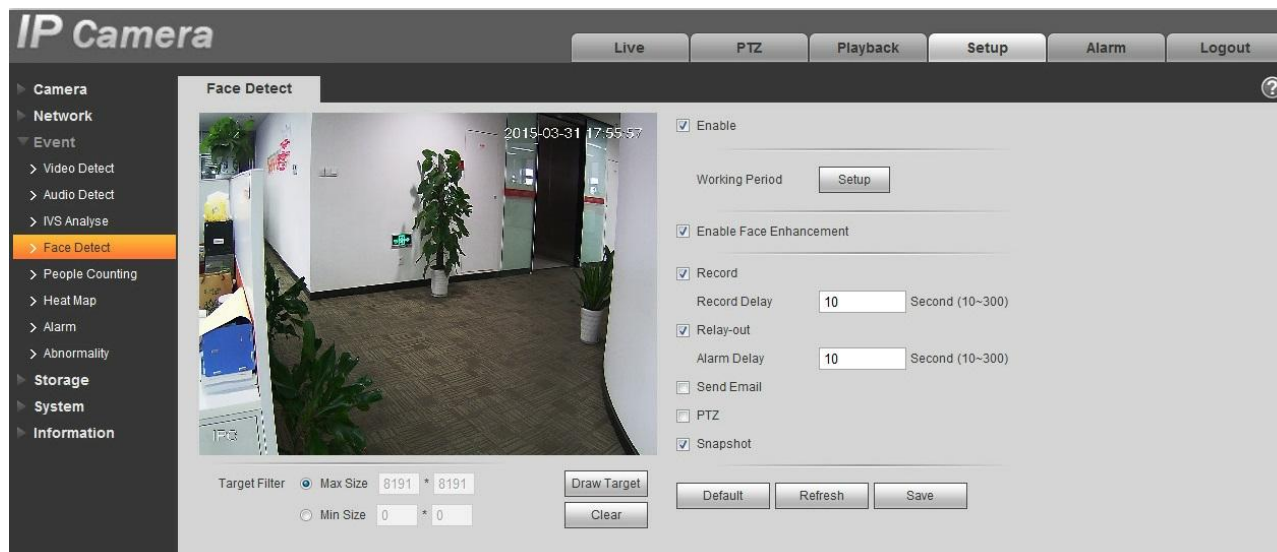 IP Camera
Live
PTZ
Playback
Setup
Alarm
Logout
Camera
Network
Event
Video Detect
Audio Detect
IVS Analyse
Face Detect
People Counting
Heat Map
Alarm
Abnormality
Storage
System
Information
Face Detect
?
2015-03-31 17:55:57
IPC
Target Filter Max Size 8191 * 8191
Min Size 0 * 0
Draw Target
Clear
Enable
Working Period Setup
Enable Face Enhancement
Record
Record Delay 10 Second (10~300)
Relay-out
Alarm Delay 10 Second (10~300)
Send Email
PTZ
Snapshot
Default Refresh Save